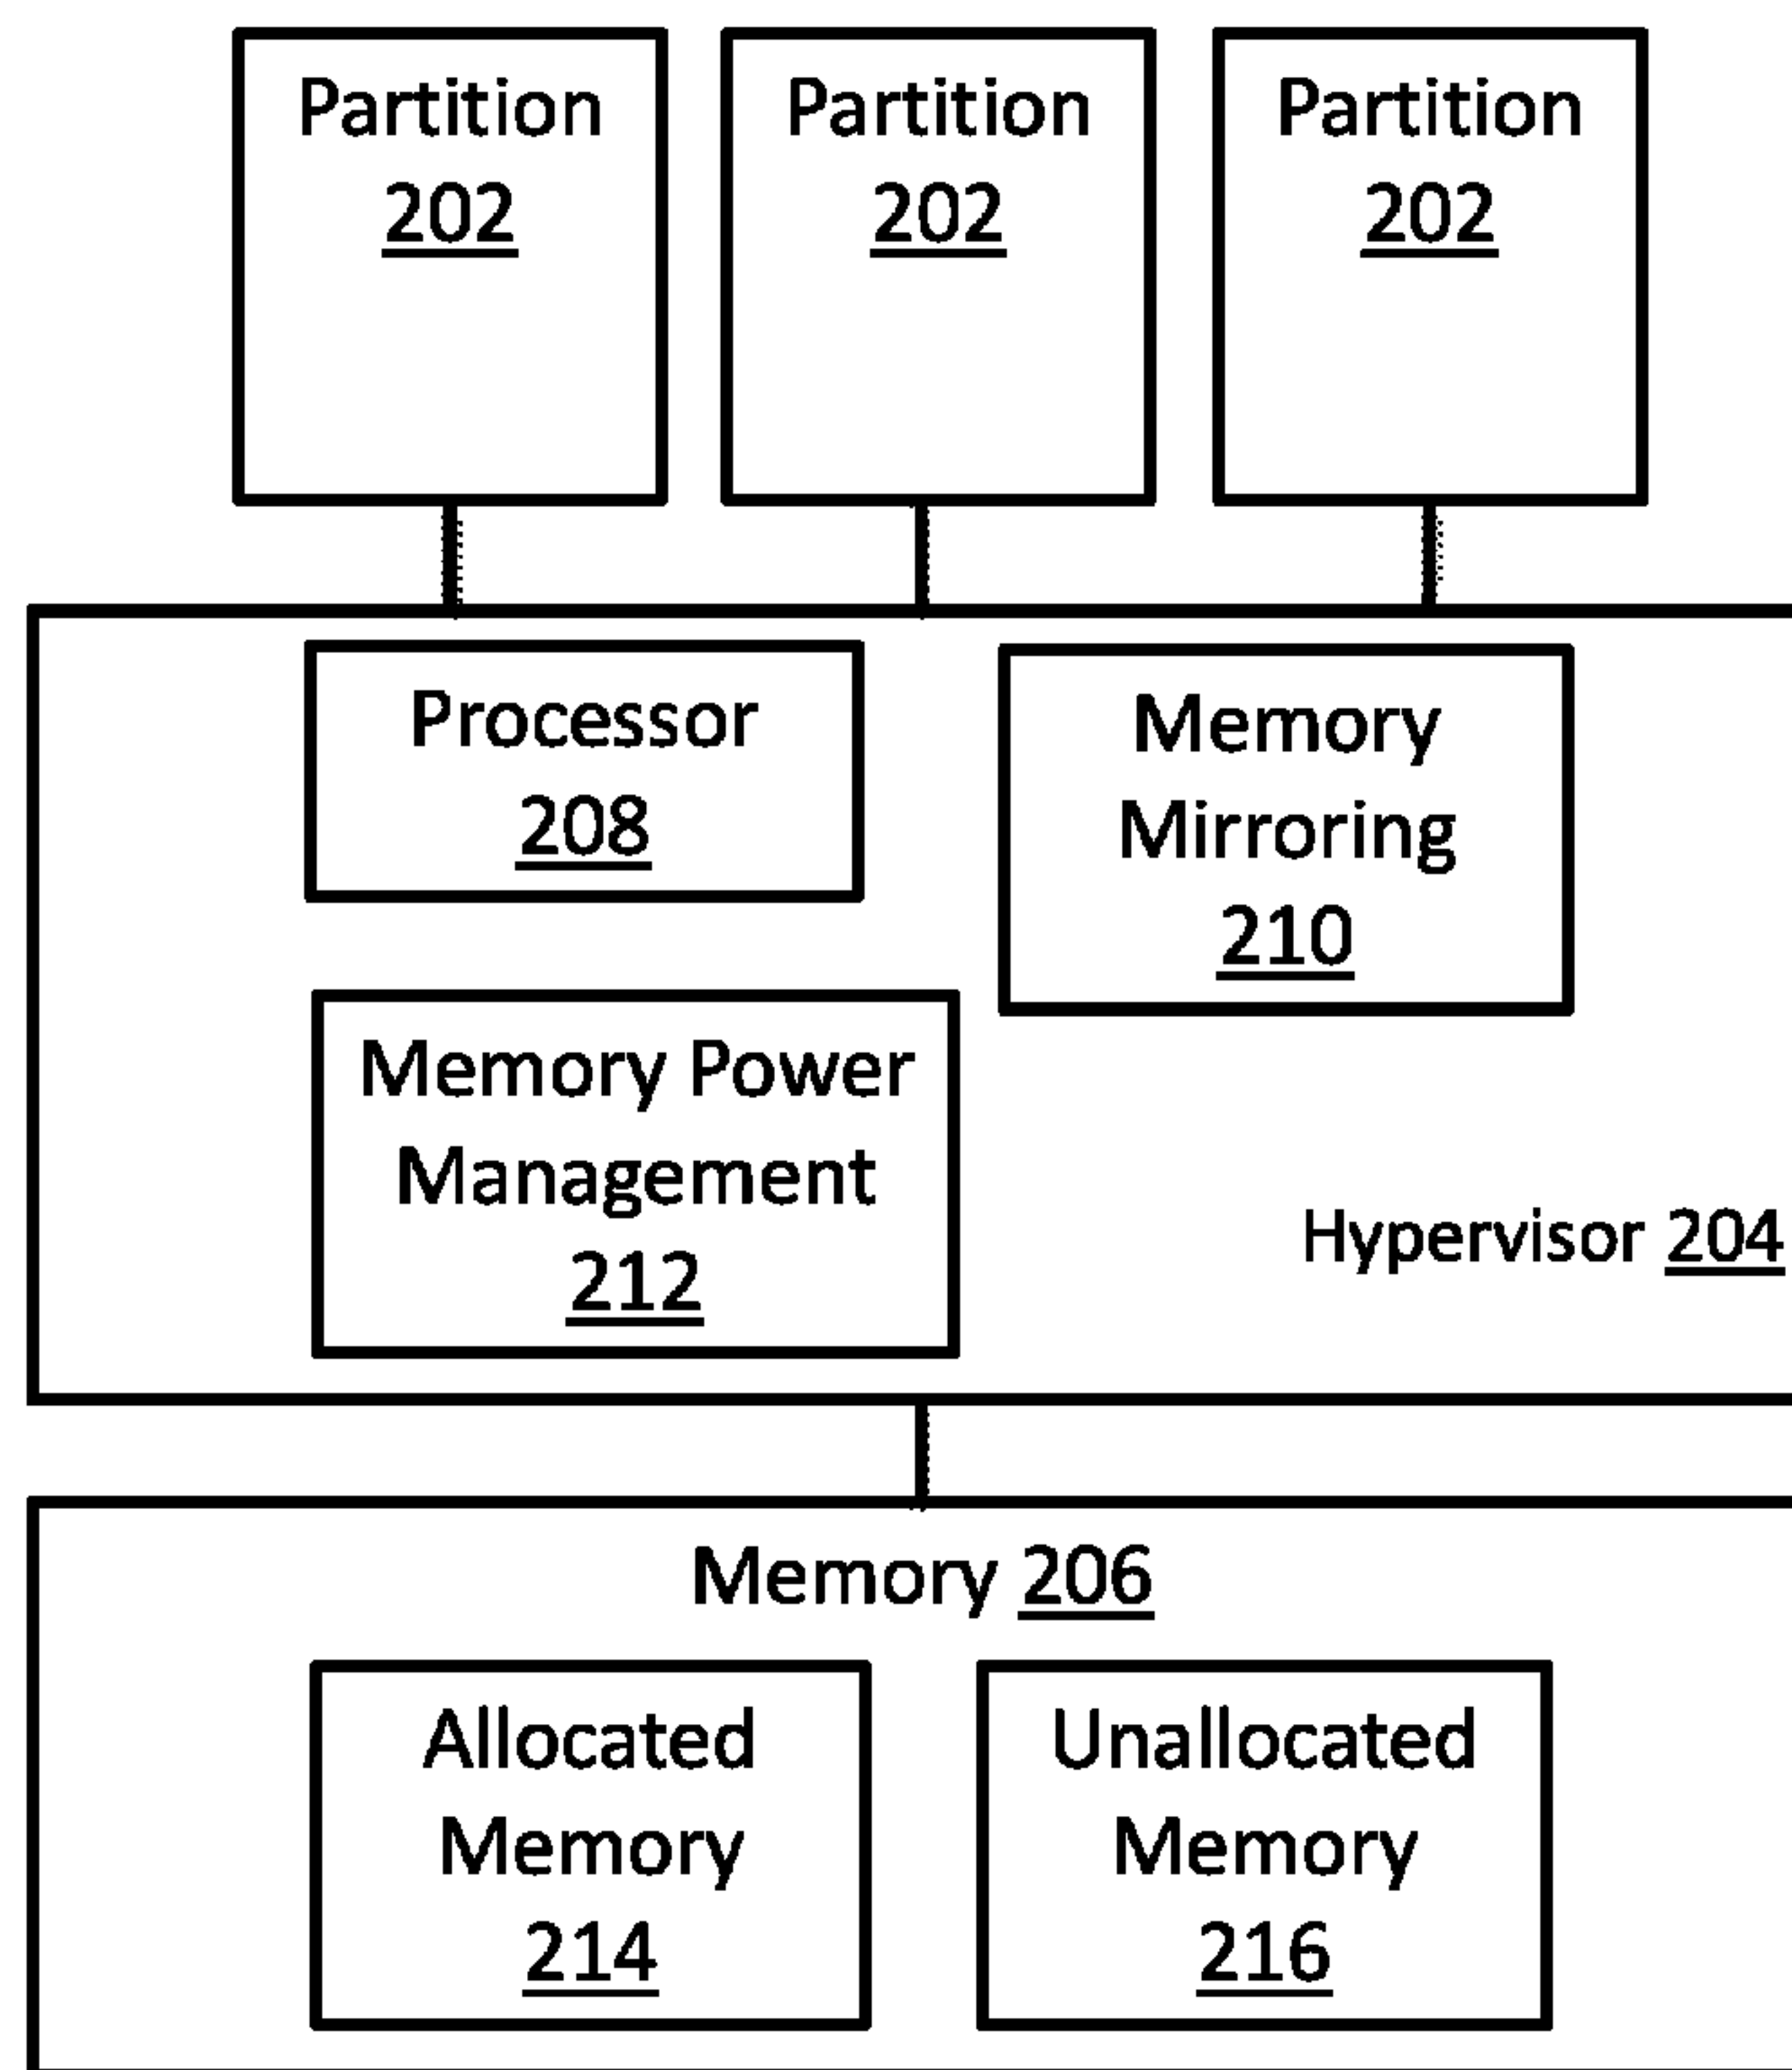 Partition
202
Partition
202
Partition
202
Processor
208
Memory
Mirroring
210
Memory Power
Management
212
Hypervisor 204
Memory 206
Allocated
Memory
214
Unallocated
Memory
216